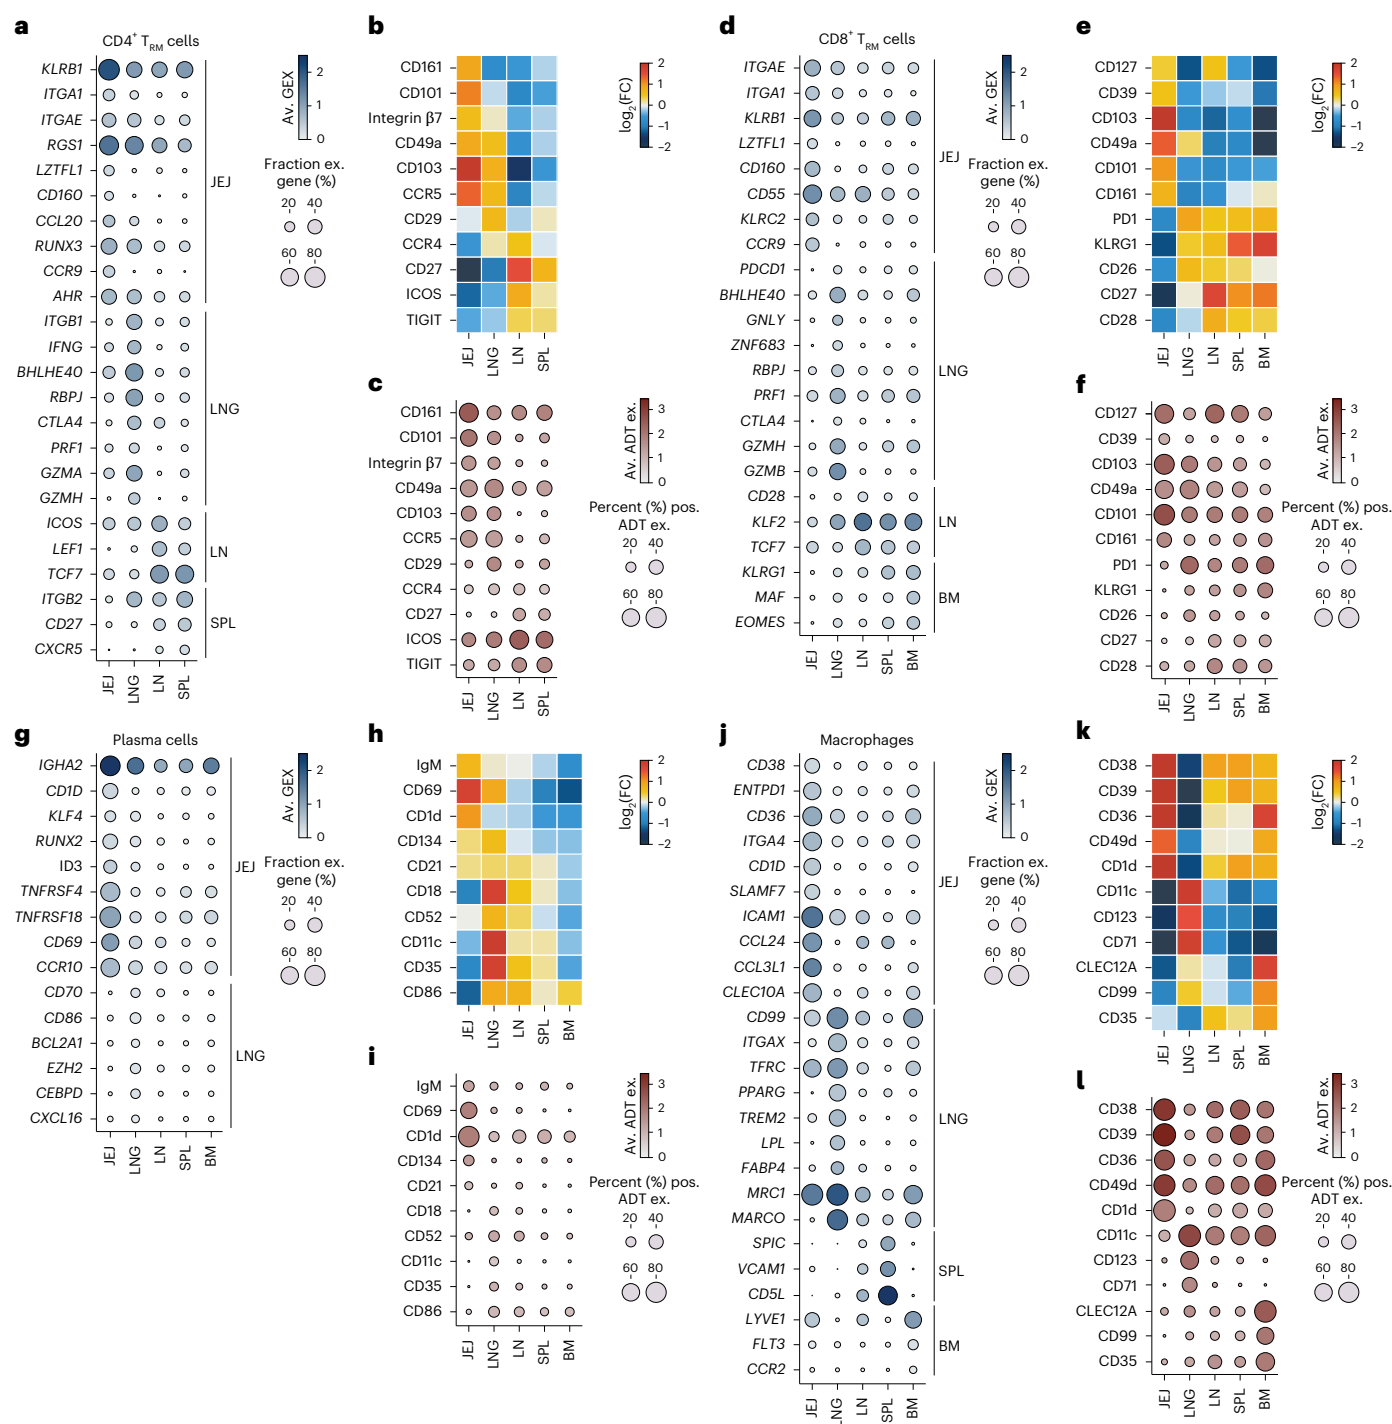 a
CD4+ TRM cells
KLRB1
ITGA1
ITGAE
RGS1
LZTFL1
CD160
CCL20
RUNX3
CCR9
AHR
ITGB1
IFNG
BHLHE40
RBPJ
CTLA4
PRF1
GZMA
GZMH
ICOS
LEF1
TCF7
ITGB2
CD27
CXCR5
JEJ
LNG
LN
SPL
JEJ
LNG
LN
SPL
Av. GEX
2
1
0
Fraction ex.
gene (%)
20 40
60 80
b
CD161
CD101
Integrin β7
CD49a
CD103
CCR5
CD29
CCR4
CD27
ICOS
TIGIT
JEJ
LNG
LN
SPL
log2(FC)
2
1
0
−1
−2
c
CD161
CD101
Integrin β7
CD49a
CD103
CCR5
CD29
CCR4
CD27
ICOS
TIGIT
JEJ
LNG
LN
SPL
Av. ADT ex.
3
2
1
0
Percent (%) pos.
ADT ex.
20 40
60 80
d
CD8+ TRM cells
ITGAE
ITGA1
KLRB1
LZTFL1
CD160
CD55
KLRC2
CCR9
PDCD1
BHLHE40
GNLY
ZNF683
RBPJ
PRF1
CTLA4
GZMH
GZMB
CD28
KLF2
TCF7
KLRG1
MAF
EOMES
JEJ
LNG
LN
BM
JEJ
LNG
LN
SPL
BM
Av. GEX
2
1
0
Fraction ex.
gene (%)
20 40
60 80
e
CD127
CD39
CD103
CD49a
CD101
CD161
PD1
KLRG1
CD26
CD27
CD28
JEJ
LNG
LN
SPL
BM
log2(FC)
2
1
0
−1
−2
f
CD127
CD39
CD103
CD49a
CD101
CD161
PD1
KLRG1
CD26
CD27
CD28
JEJ
LNG
LN
SPL
BM
Av. ADT ex.
3
2
1
0
Percent (%) pos.
ADT ex.
20 40
60 80
g
Plasma cells
IGHA2
CD1D
KLF4
RUNX2
ID3
TNFRSF4
TNFRSF18
CD69
CCR10
CD70
CD86
BCL2A1
EZH2
CEBPD
CXCL16
JEJ
LNG
JEJ
LNG
LN
SPL
BM
Av. GEX
2
1
0
Fraction ex.
gene (%)
20 40
60 80
h
IgM
CD69
CD1d
CD134
CD21
CD18
CD52
CD11c
CD35
CD86
JEJ
LNG
LN
SPL
BM
log2(FC)
2
1
0
−1
−2
i
IgM
CD69
CD1d
CD134
CD21
CD18
CD52
CD11c
CD35
CD86
JEJ
LNG
LN
SPL
BM
Av. ADT ex.
3
2
1
0
Percent (%) pos.
ADT ex.
20 40
60 80
j
Macrophages
CD38
ENTPD1
CD36
ITGA4
CD1D
SLAMF7
ICAM1
CCL24
CCL3L1
CLEC10A
CD99
ITGAX
TFRC
PPARG
TREM2
LPL
FABP4
MRC1
MARCO
SPIC
VCAM1
CD5L
LYVE1
FLT3
CCR2
JEJ
LNG
SPL
BM
JEJ
LNG
LN
SPL
BM
Av. GEX
2
1
0
Fraction ex.
gene (%)
20 40
60 80
k
CD38
CD39
CD36
CD49d
CD1d
CD11c
CD123
CD71
CLEC12A
CD99
CD35
JEJ
LNG
LN
SPL
BM
log2(FC)
2
1
0
−1
−2
l
CD38
CD39
CD36
CD49d
CD1d
CD11c
CD123
CD71
CLEC12A
CD99
CD35
JEJ
LNG
LN
SPL
BM
Av. ADT ex.
3
2
1
0
Percent (%) pos.
ADT ex.
20 40
60 80